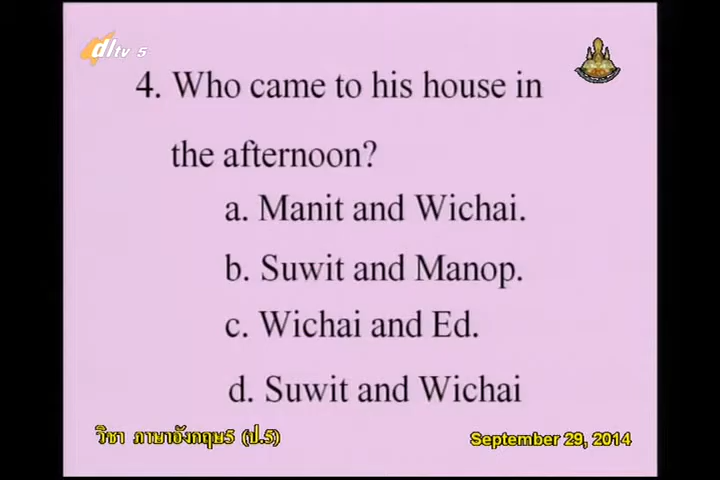 dltv 5
4. Who came to his house in
the afternoon?
a. Manit and Wichai.
b. Suwit and Manop.
c. Wichai and Ed.
d. Suwit and Wichai
วิชา ภาษาอังกฤษ5 (ป.5)
September 29, 2014